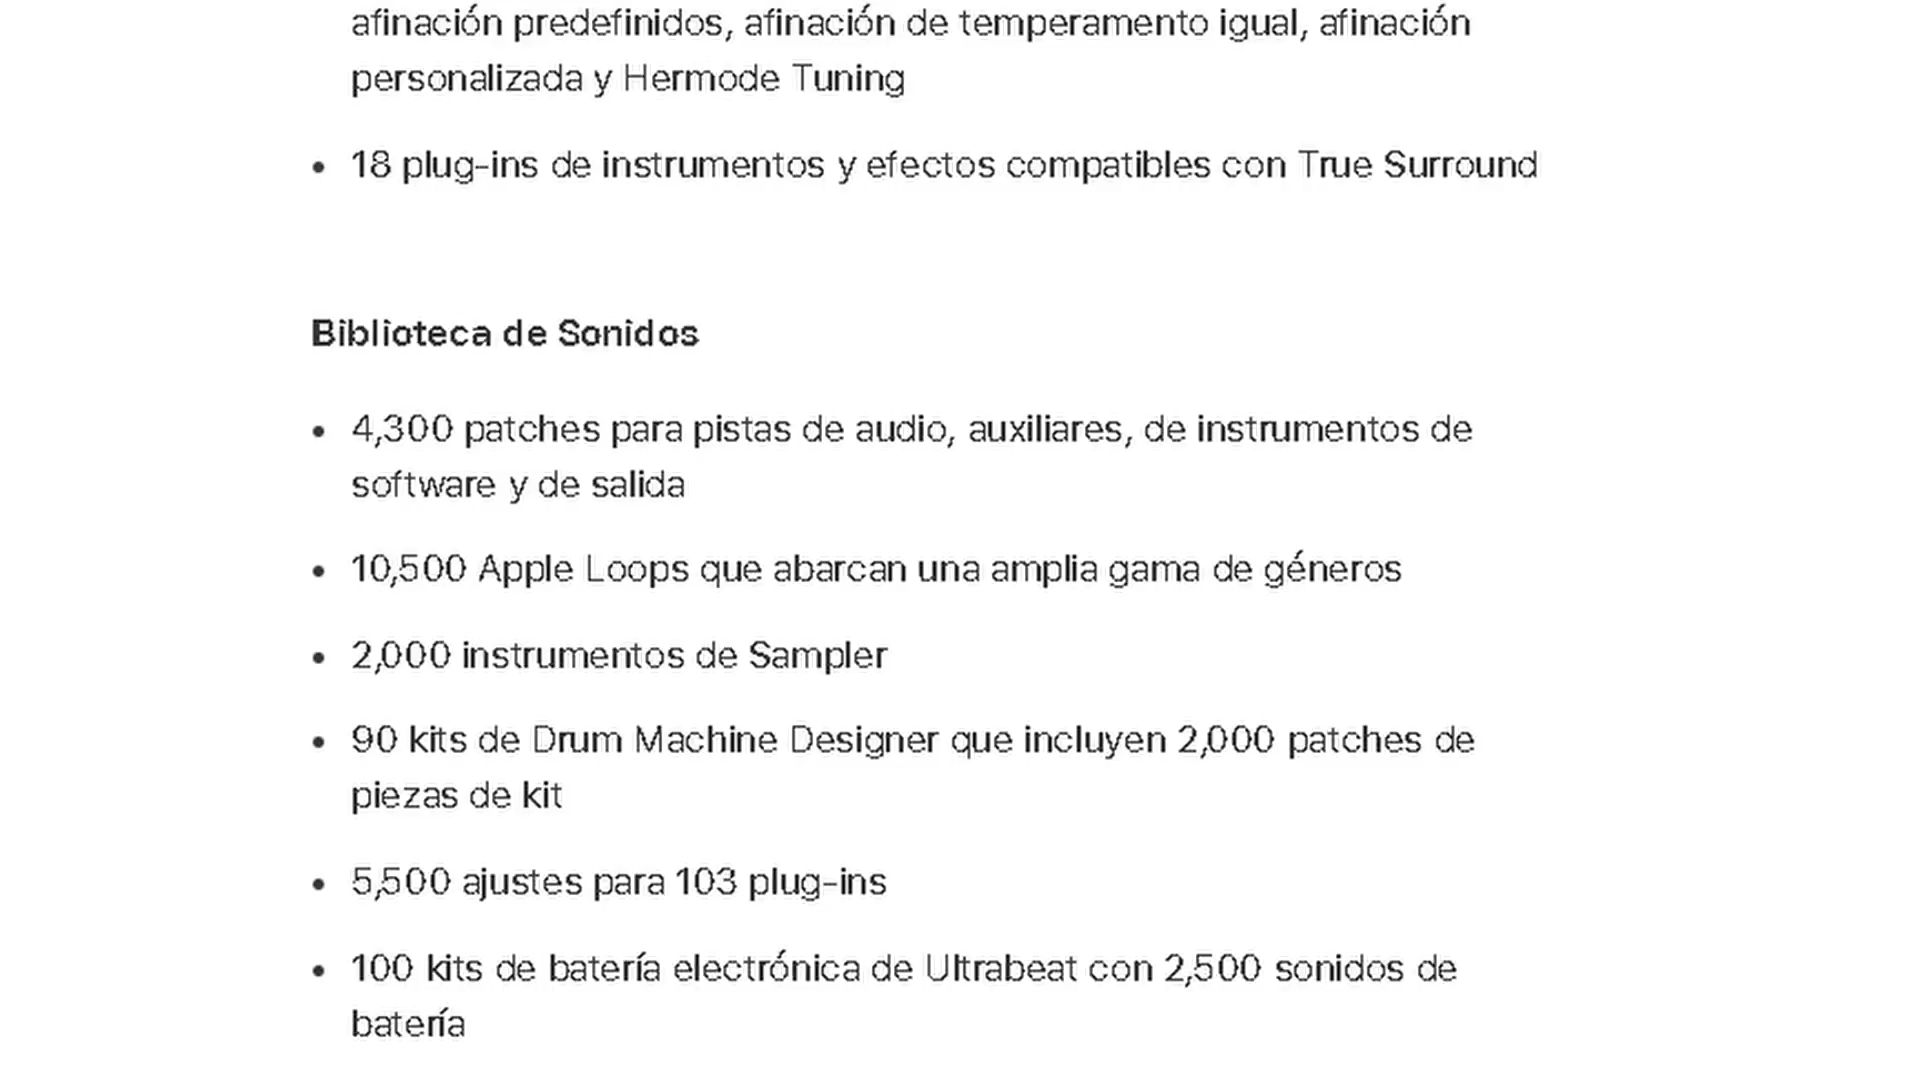 afinación predefinidos, afinación de temperamento igual, afinación
personalizada y Hermode Tuning
• 18 plug-ins de instrumentos y efectos compatibles con True Surround
Biblioteca de Sonidos
• 4,300 patches para pistas de audio, auxiliares, de instrumentos de
software y de salida
• 10,500 Apple Loops que abarcan una amplia gama de géneros
• 2,000 instrumentos de Sampler
• 90 kits de Drum Machine Designer que incluyen 2,000 patches de
piezas de kit
• 5,500 ajustes para 103 plug-ins
• 100 kits de batería electrónica de Ultrabeat con 2,500 sonidos de
batería